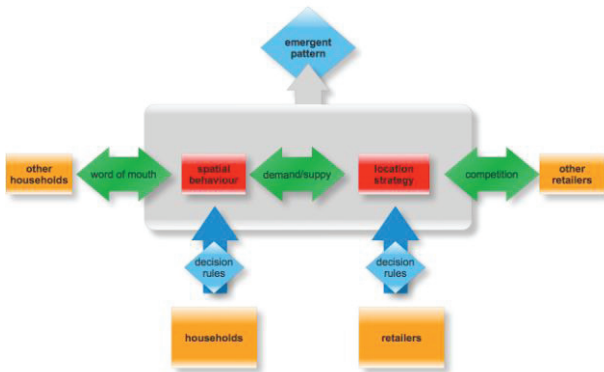 emergent
pattern
other
households
word of mouth
spatial
behaviour
demand/suppy
location
strategy
competition
other
retailers
decision
rules
decision
rules
households
retailers